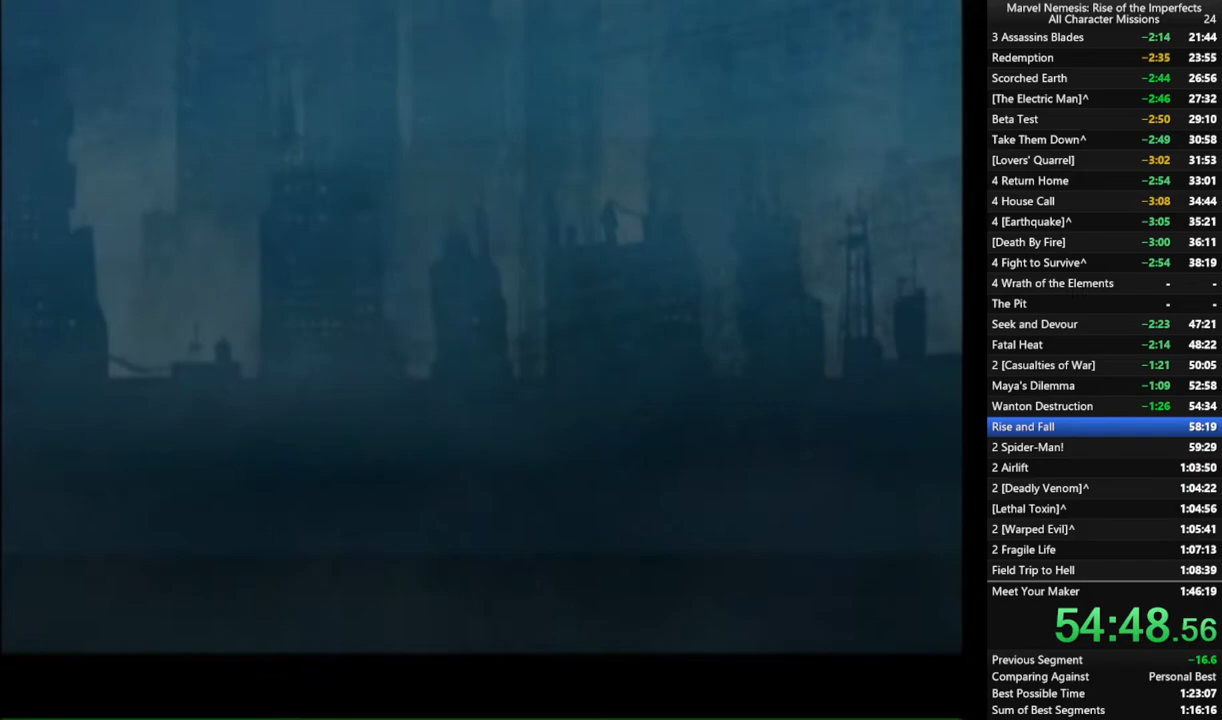 Marvel Nemesis: Rise of the Imperfects
All Character Missions 24
3 Assassins Blades −2:14 21:44
Redemption −2:35 23:55
Scorched Earth −2:44 26:56
[The Electric Man]^ −2:46 27:32
Beta Test −2:50 29:10
Take Them Down^ −2:49 30:58
[Lovers' Quarrel] −3:02 31:53
4 Return Home −2:54 33:01
4 House Call −3:08 34:44
4 [Earthquake]^ −3:05 35:21
[Death By Fire] −3:00 36:11
4 Fight to Survive^ −2:54 38:19
4 Wrath of the Elements - -
The Pit - -
Seek and Devour −2:23 47:21
Fatal Heat −2:14 48:22
2 [Casualties of War] −1:21 50:05
Maya's Dilemma −1:09 52:58
Wanton Destruction −1:26 54:34
Rise and Fall 58:19
2 Spider-Man! 59:29
2 Airlift 1:03:50
2 [Deadly Venom]^ 1:04:22
[Lethal Toxin]^ 1:04:56
2 [Warped Evil]^ 1:05:41
2 Fragile Life 1:07:13
Field Trip to Hell 1:08:39
Meet Your Maker 1:46:19
54:48.56
Previous Segment −16.6
Comparing Against Personal Best
Best Possible Time 1:23:07
Sum of Best Segments 1:16:16